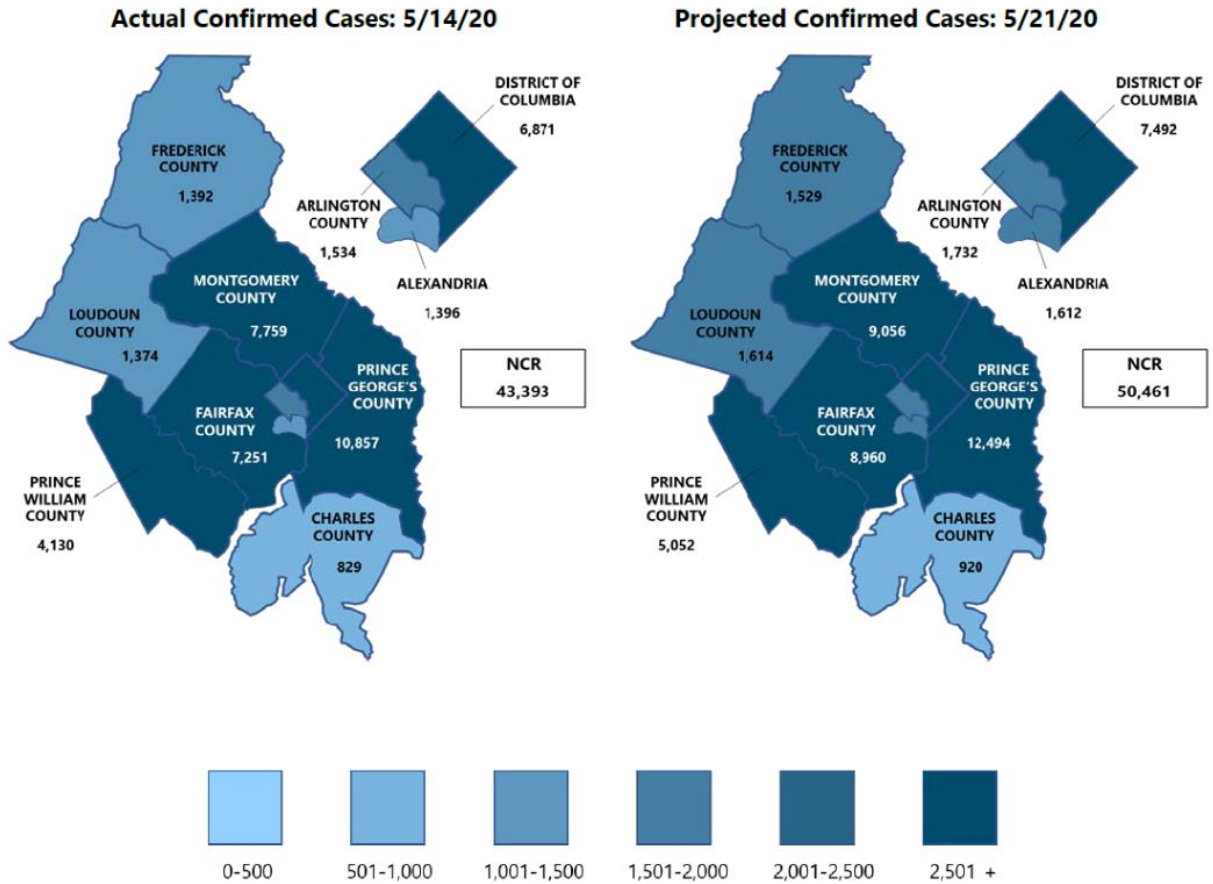 Actual Confirmed Cases: 5/14/20
DISTRICT OF
COLUMBIA
6,871
FREDERICK
COUNTY
1,392
ARLINGTON
COUNTY
1,534
ALEXANDRIA
1,396
MONTGOMERY
COUNTY
7,759
LOUDOUN
COUNTY
1,374
NCR
43,393
PRINCE
GEORGE'S
COUNTY
10,857
FAIRFAX
COUNTY
7,251
PRINCE
WILLIAM
COUNTY
4,130
CHARLES
COUNTY
829
Projected Confirmed Cases: 5/21/20
DISTRICT OF
COLUMBIA
7,492
FREDERICK
COUNTY
1,529
ARLINGTON
COUNTY
1,732
ALEXANDRIA
1,612
MONTGOMERY
COUNTY
9,056
LOUDOUN
COUNTY
1,614
NCR
50,461
PRINCE
GEORGE'S
COUNTY
12,494
FAIRFAX
COUNTY
8,960
PRINCE
WILLIAM
COUNTY
5,052
CHARLES
COUNTY
920
0-500
501-1,000
1,001-1,500
1,501-2,000
2,001-2,500
2,501 +